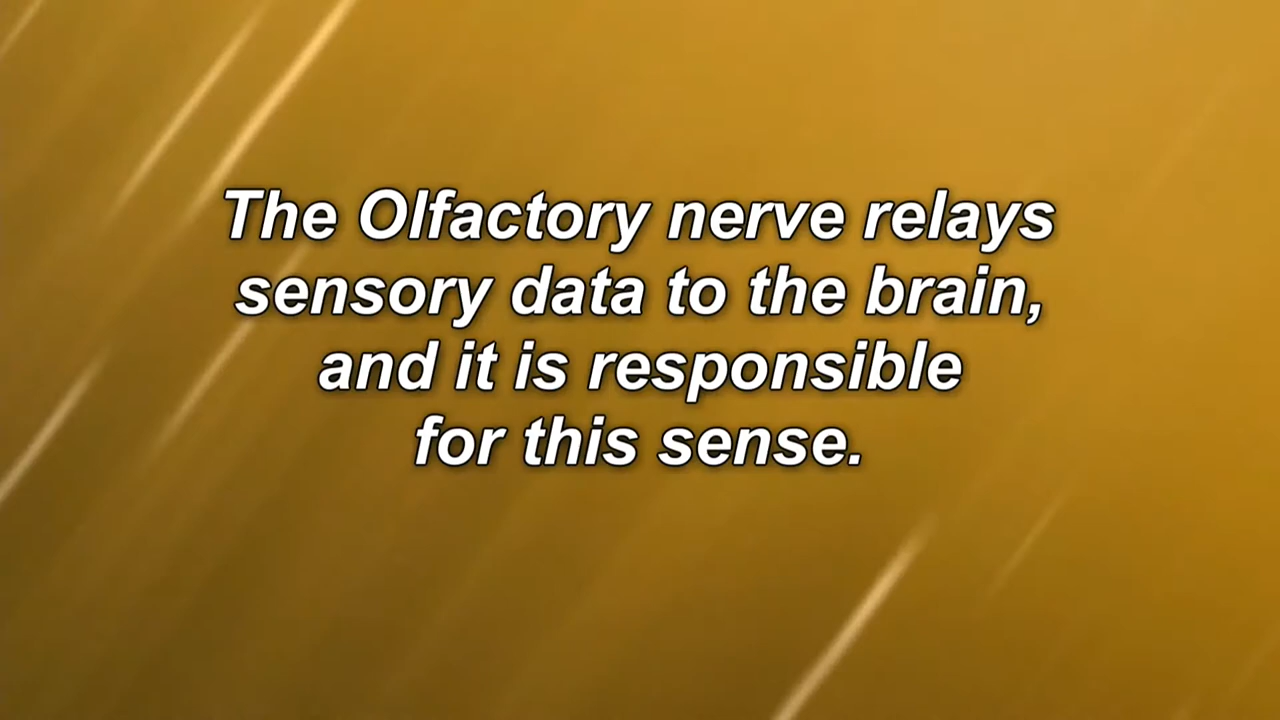 The Olfactory nerve relays
sensory data to the brain,
and it is responsible
for this sense.